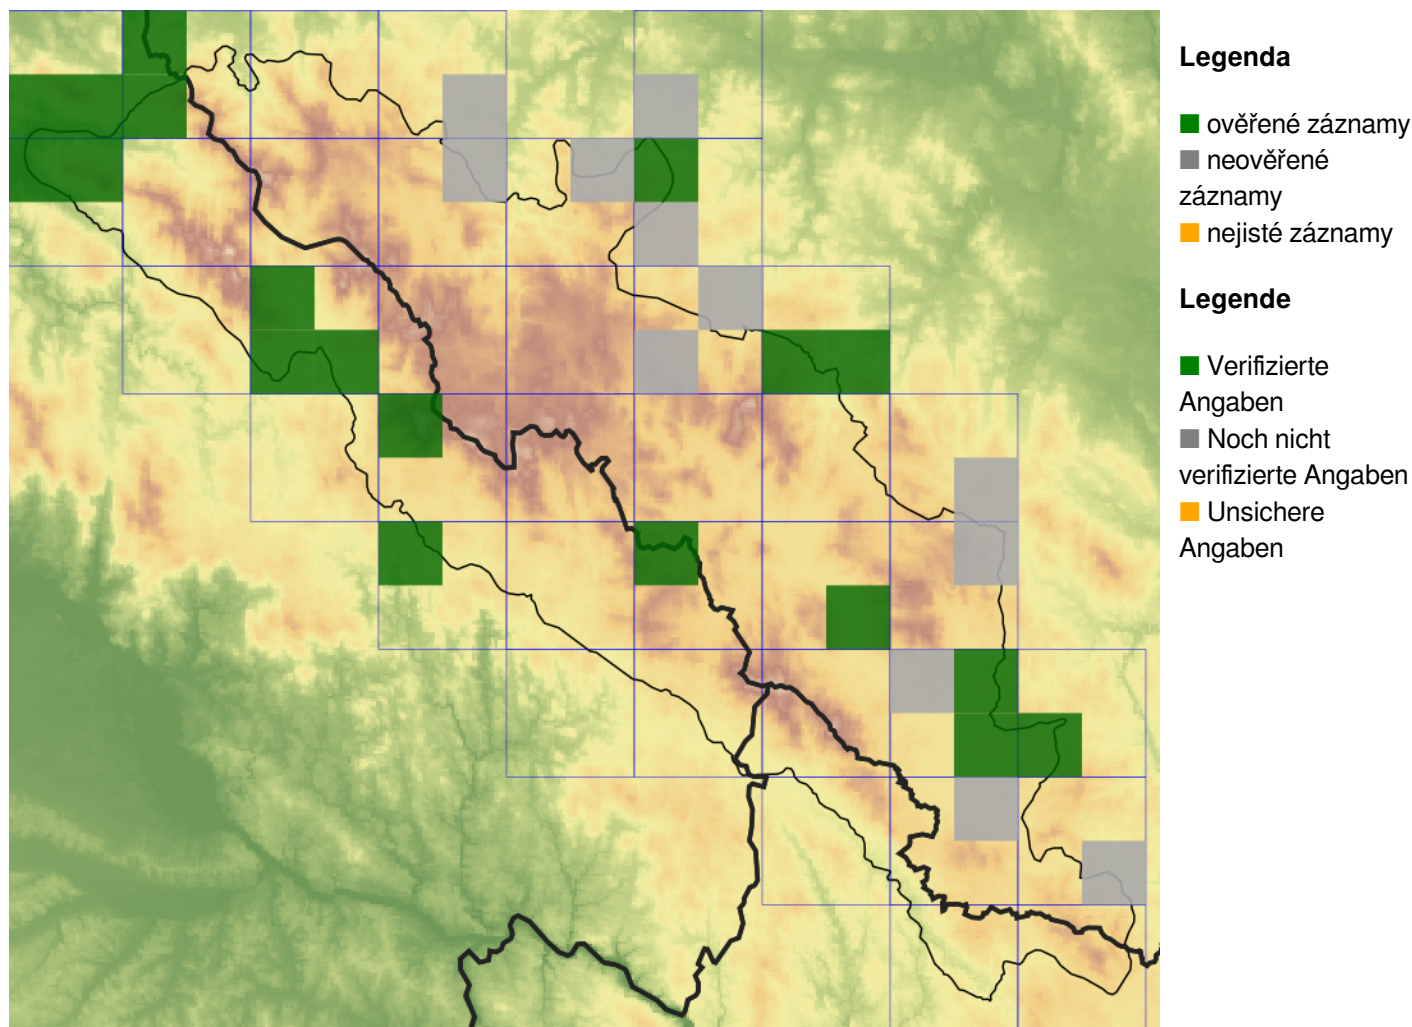 Legenda
ověřené záznamy
neověřené
záznamy
nejisté záznamy
Legende
Verifizierte
Angaben
Noch nicht
verifizierte Angaben
Unsichere
Angaben